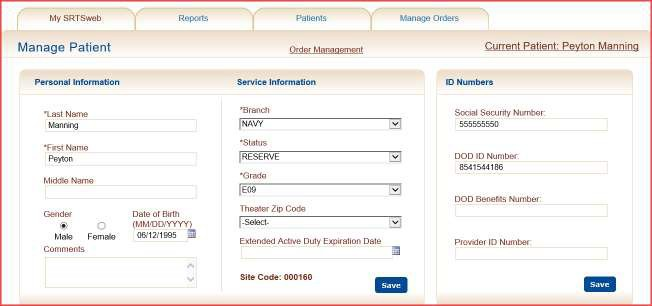 My SRTSweb
Reports
Patients
Manage Orders
Manage Patient
Order Management
Current Patient: Peyton Manning
Personal Information
*Last Name
Manning
*First Name
Peyton
Middle Name
Gender
Male
Female
Date of Birth
(MM/DD/YYYY)
06/12/1995
Comments
Service Information
*Branch
NAVY
*Status
RESERVE
*Grade
E09
Theater Zip Code
-Select-
Extended Active Duty Expiration Date
Site Code: 000160
Save
ID Numbers
Social Security Number:
555555550
DOD ID Number:
8541544186
DOD Benefits Number:
Provider ID Number:
Save